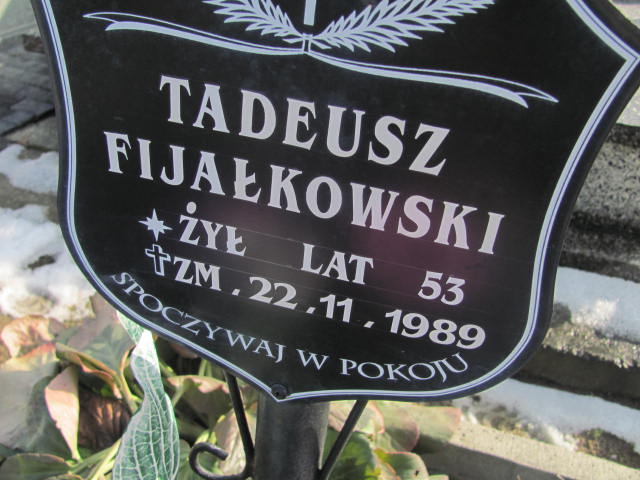 TADEUSZ
FIJAŁKOWSKI
ŻYŁ LAT 53
ZM . 22 . 11 . 1989
SPOCZYWAJ W POKOJU